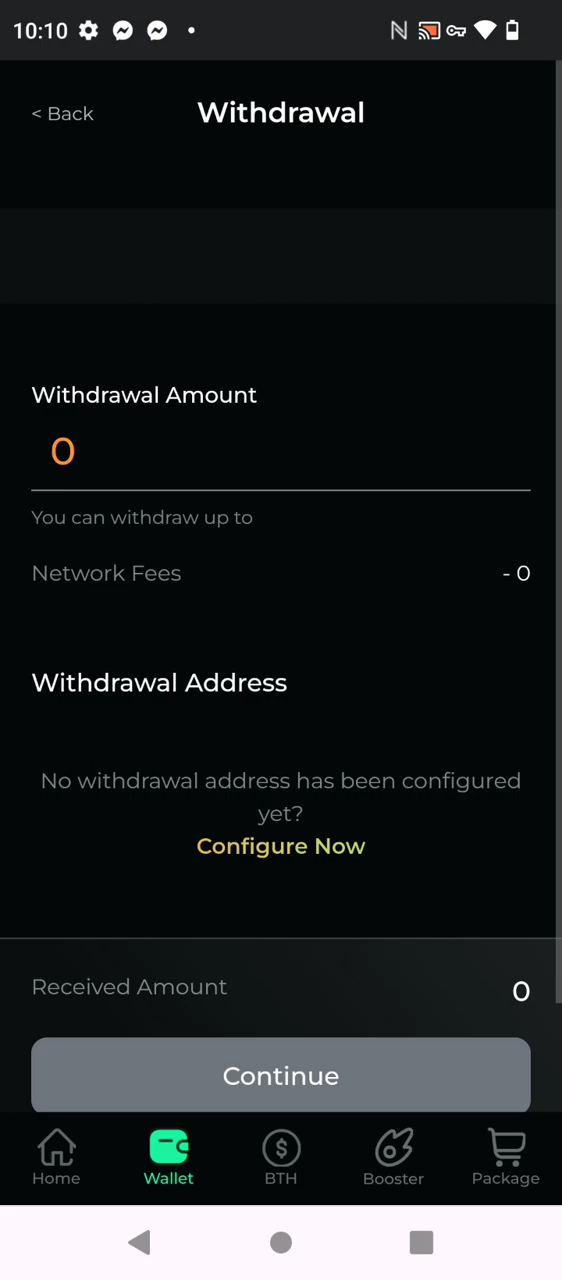 10:10
< Back
Withdrawal
Withdrawal Amount
0
You can withdraw up to
Network Fees
- 0
Withdrawal Address
No withdrawal address has been configured
yet?
Configure Now
Received Amount
0
Continue
Home
Wallet
BTH
Booster
Package